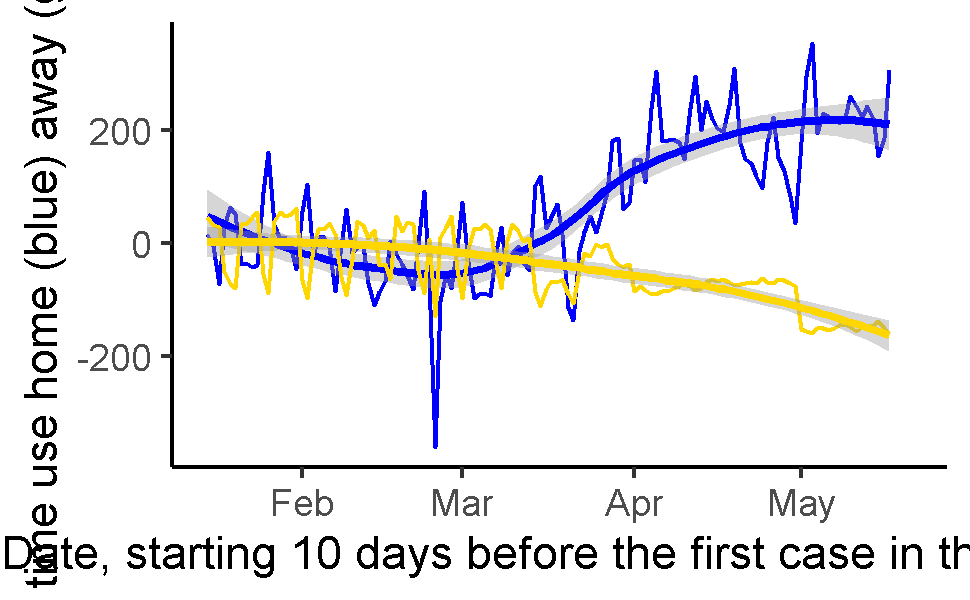 time use home (blue) away (
200
0
-200
Feb Mar Apr May
Date, starting 10 days before the first case in th